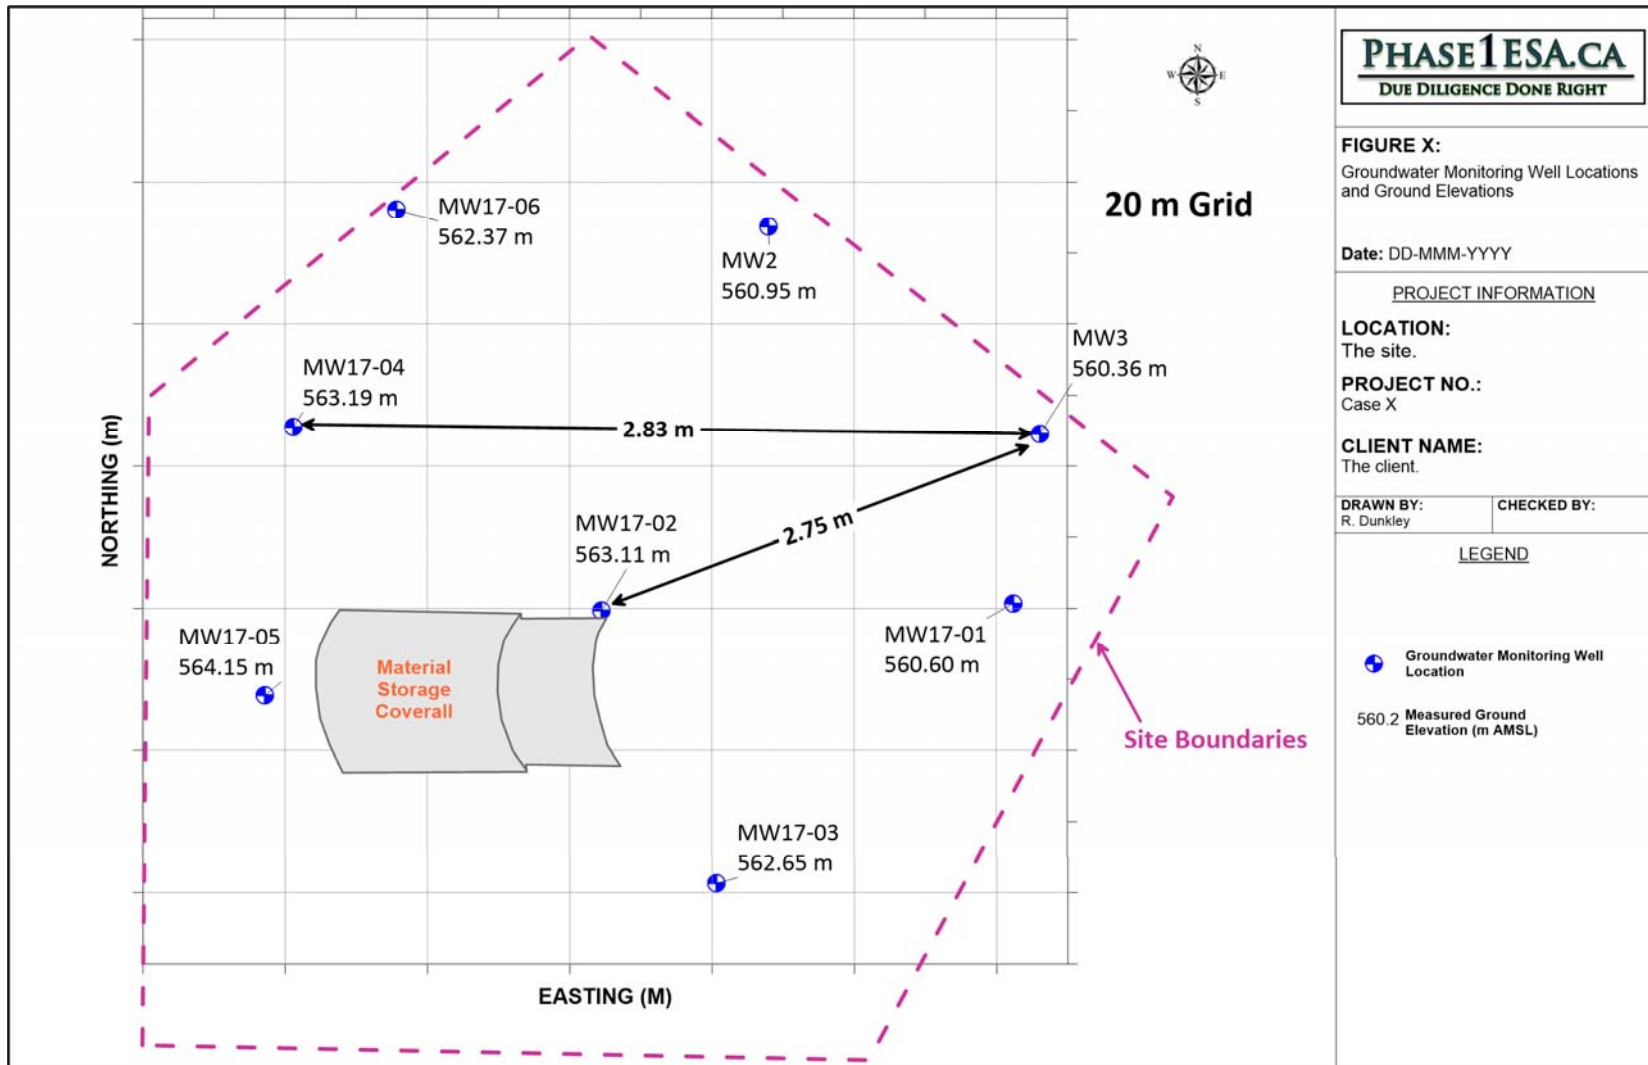 N
W E
S
20 m Grid
MW17-06
562.37 m
MW2
560.95 m
MW3
560.36 m
MW17-04
563.19 m
2.83 m
2.75 m
MW17-02
563.11 m
MW17-05
564.15 m
Material
Storage
Coverall
MW17-01
560.60 m
Site Boundaries
MW17-03
562.65 m
NORTHING (m)
EASTING (M)
PHASE1ESA.CA
DUE DILIGENCE DONE RIGHT
FIGURE X:
Groundwater Monitoring Well Locations
and Ground Elevations
Date: DD-MMM-YYYY
PROJECT INFORMATION
LOCATION:
The site.
PROJECT NO.:
Case X
CLIENT NAME:
The client.
DRAWN BY:
R. Dunkley
CHECKED BY:
LEGEND
Groundwater Monitoring Well
Location
560.2 Measured Ground
Elevation (m AMSL)